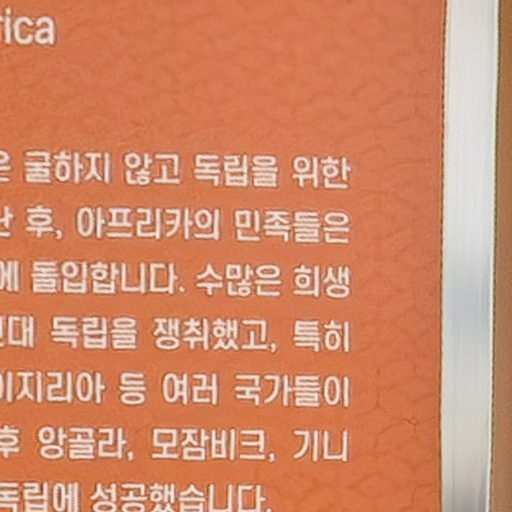 rica
은 굴하지 않고 독립을 위한
난 후, 아프리카의 민족들은
에 돌입합니다. 수많은 희생
년대 독립을 쟁취했고, 특히
이지리아 등 여러 국가들이
후 앙골라, 모잠비크, 기니
독립에 성공했습니다.